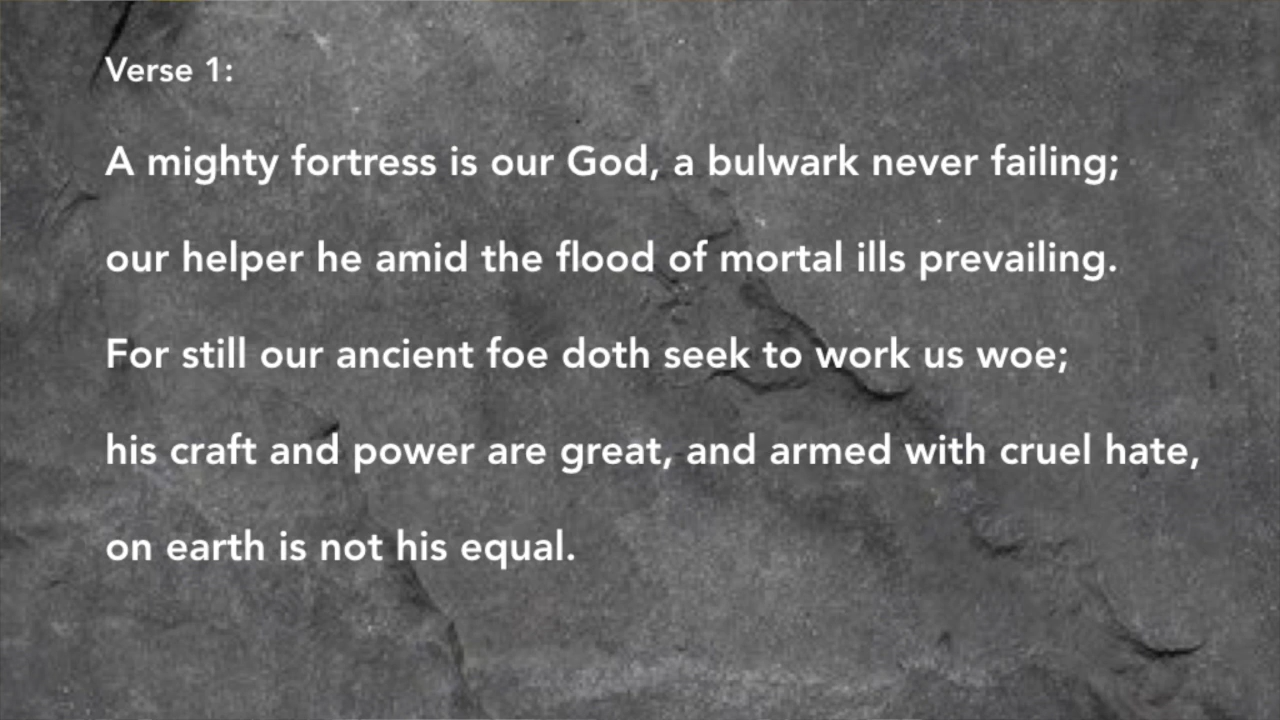 Verse 1:
A mighty fortress is our God, a bulwark never failing;
our helper he amid the flood of mortal ills prevailing.
For still our ancient foe doth seek to work us woe;
his craft and power are great, and armed with cruel hate,
on earth is not his equal.